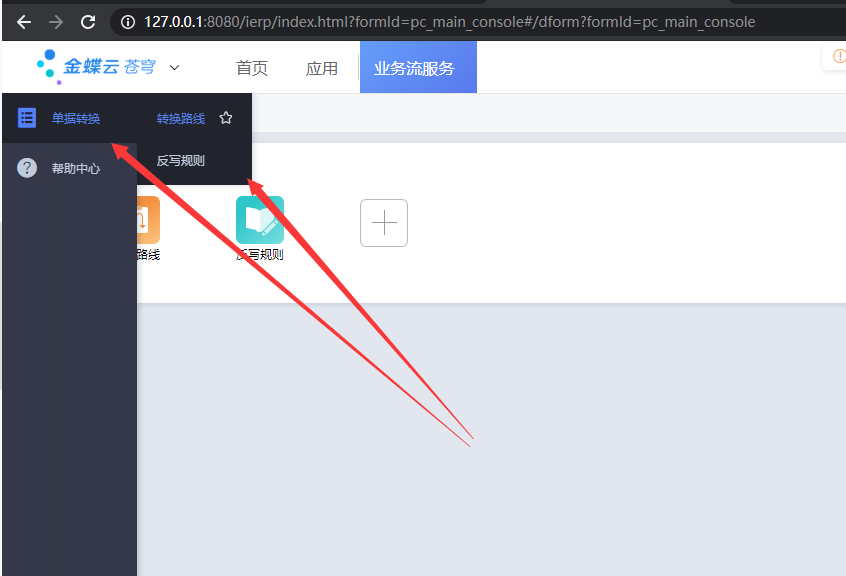 127.0.0.1:8080/ierp/index.html?formId=pc_main_console#/dform?formId=pc_main_console
金蝶云 苍穹 首页 应用 业务流服务
单据转换 转换路线
反写规则
帮助中心
路线 反写规则